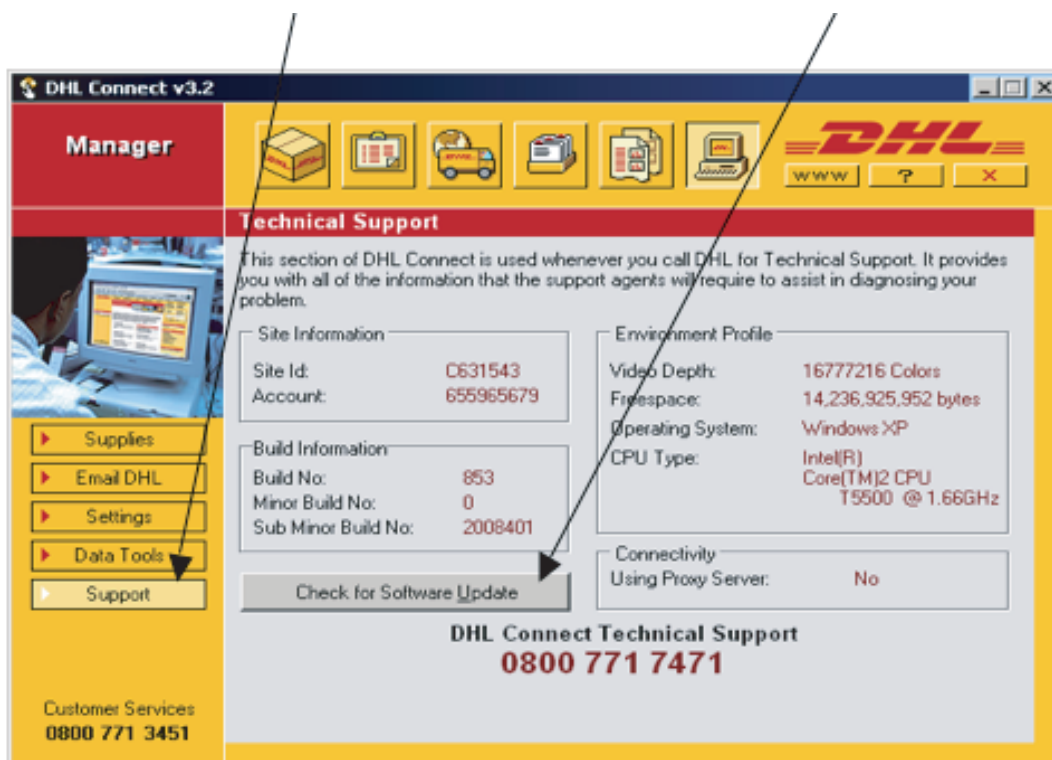 DHL Connect v3.2
Manager
DHL
WWW ? X
Technical Support
This section of DHL Connect is used whenever you call DHL for Technical Support. It provides
you with all of the information that the support agents will require to assist in diagnosing your
problem.
Site Information
Site Id: C631543
Account: 655965679
Build Information
Build No: 853
Minor Build No: 0
Sub Minor Build No: 2008401
Environment Profile
Video Depth: 16777216 Colors
Freespace: 14,236,925,952 bytes
Operating System: Windows XP
CPU Type: Intel(R)
Core(TM)2 CPU
T5500 @ 1.66GHz
Connectivity
Using Proxy Server: No
Supplies
Email DHL
Settings
Data Tools
Support
Check for Software Update
DHL Connect Technical Support
0800 771 7471
Customer Services
0800 771 3451